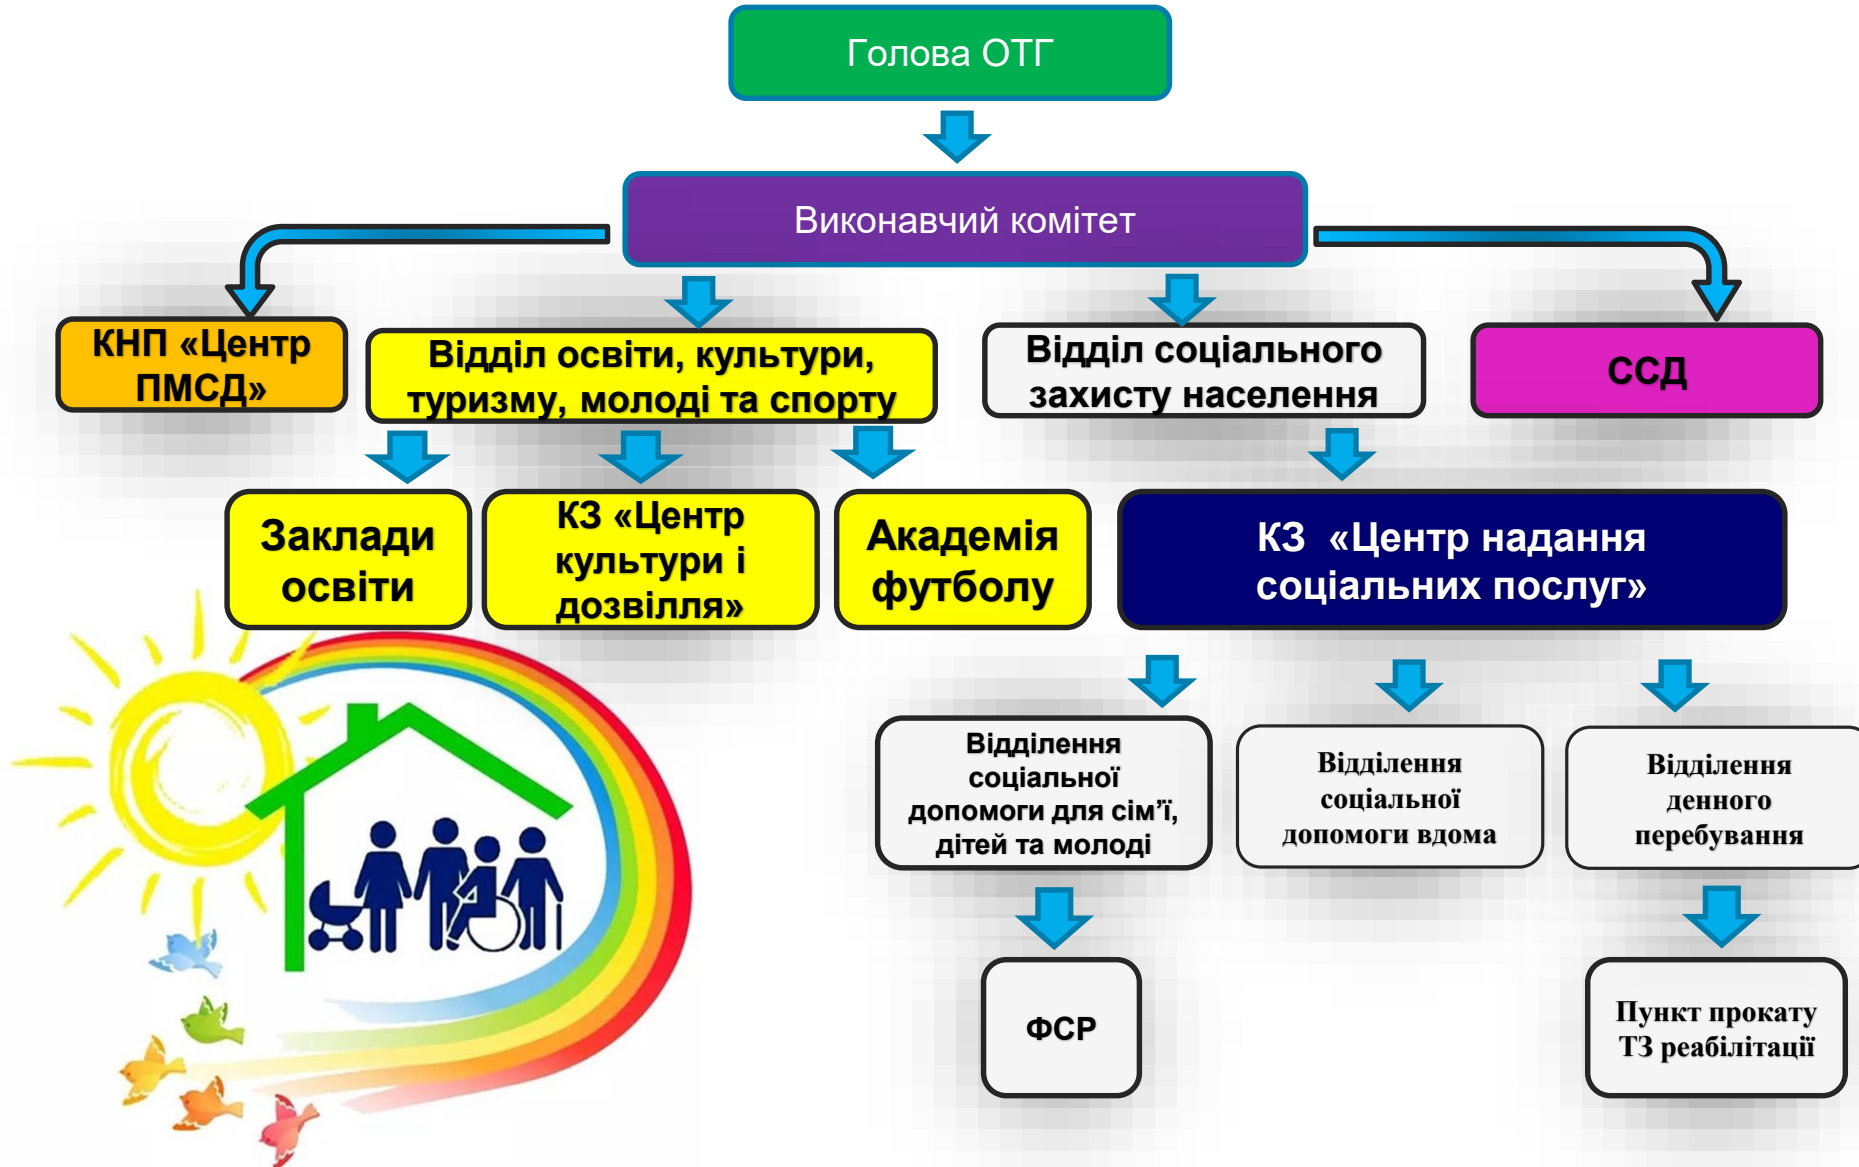 Голова ОТГ
Виконавчий комітет
КНП «Центр
ПМСД»
Відділ освіти, культури,
туризму, молоді та спорту
Відділ соціального
захисту населення
ССД
Заклади
освіти
КЗ «Центр
культури і
дозвілля»
Академія
футболу
КЗ  «Центр надання
соціальних послуг»
Відділення
соціальної
допомоги для сім’ї,
дітей та молоді
Відділення
соціальної
допомоги вдома
Відділення
денного
перебування
ФСР
Пункт прокату
ТЗ реабілітації